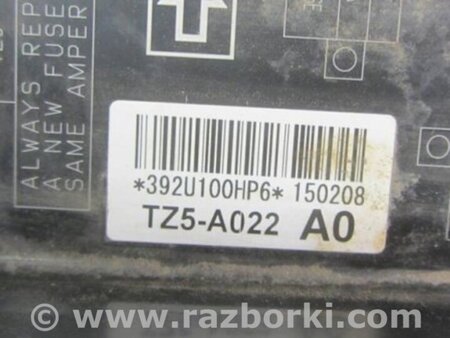 ALWAYS REP
A NEW FUSE
SAME AMPER
*392U100HP6* 150208
TZ5-A022 A0
www.razborki.com